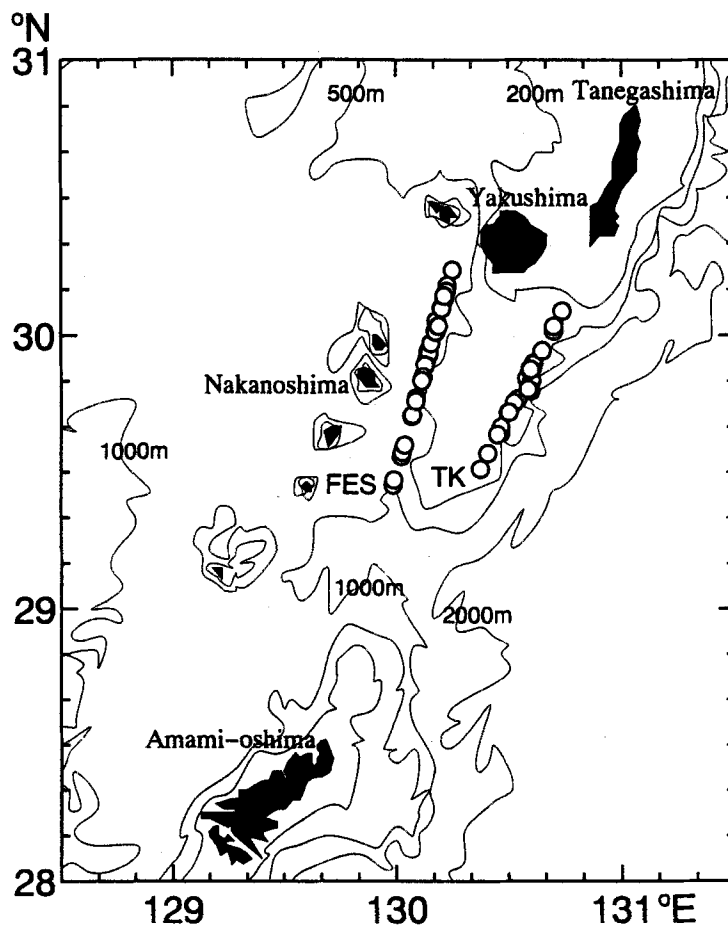 °N
31
500m
200m
Tanegashima
Yakushima
30
Nakanoshima
1000m
FES
TK
29
1000m
2000m
Amami-oshima
28
129
130
131°E